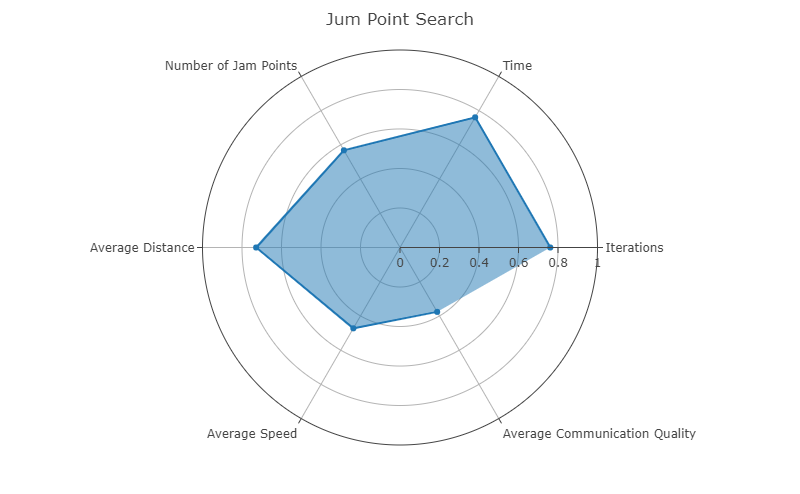 Jum Point Search
Number of Jam Points
Time
Average Distance
Iterations
0
0.2
0.4
0.6
0.8
1
Average Speed
Average Communication Quality